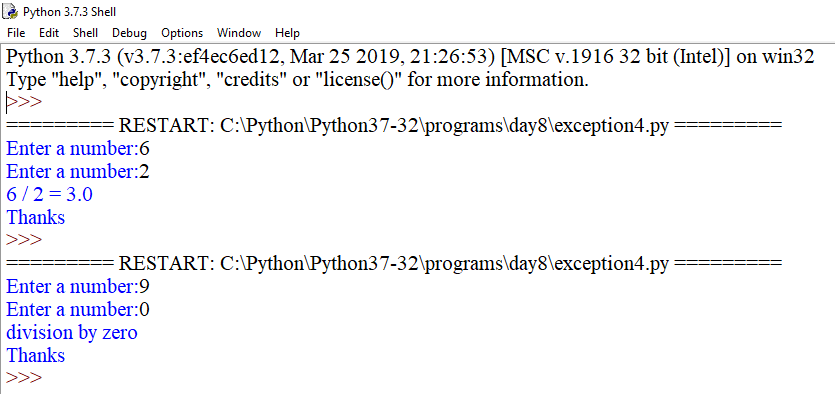 Python 3.7.3 Shell
File Edit Shell Debug Options Window Help
Python 3.7.3 (v3.7.3:ef4ec6ed12, Mar 25 2019, 21:26:53) [MSC v.1916 32 bit (Intel)] on win32
Type "help", "copyright", "credits" or "license()" for more information.
>>>
========= RESTART: C:\Python\Python37-32\programs\day8\exception4.py =========
Enter a number:6
Enter a number:2
6 / 2 = 3.0
Thanks
>>>
========= RESTART: C:\Python\Python37-32\programs\day8\exception4.py =========
Enter a number:9
Enter a number:0
division by zero
Thanks
>>>